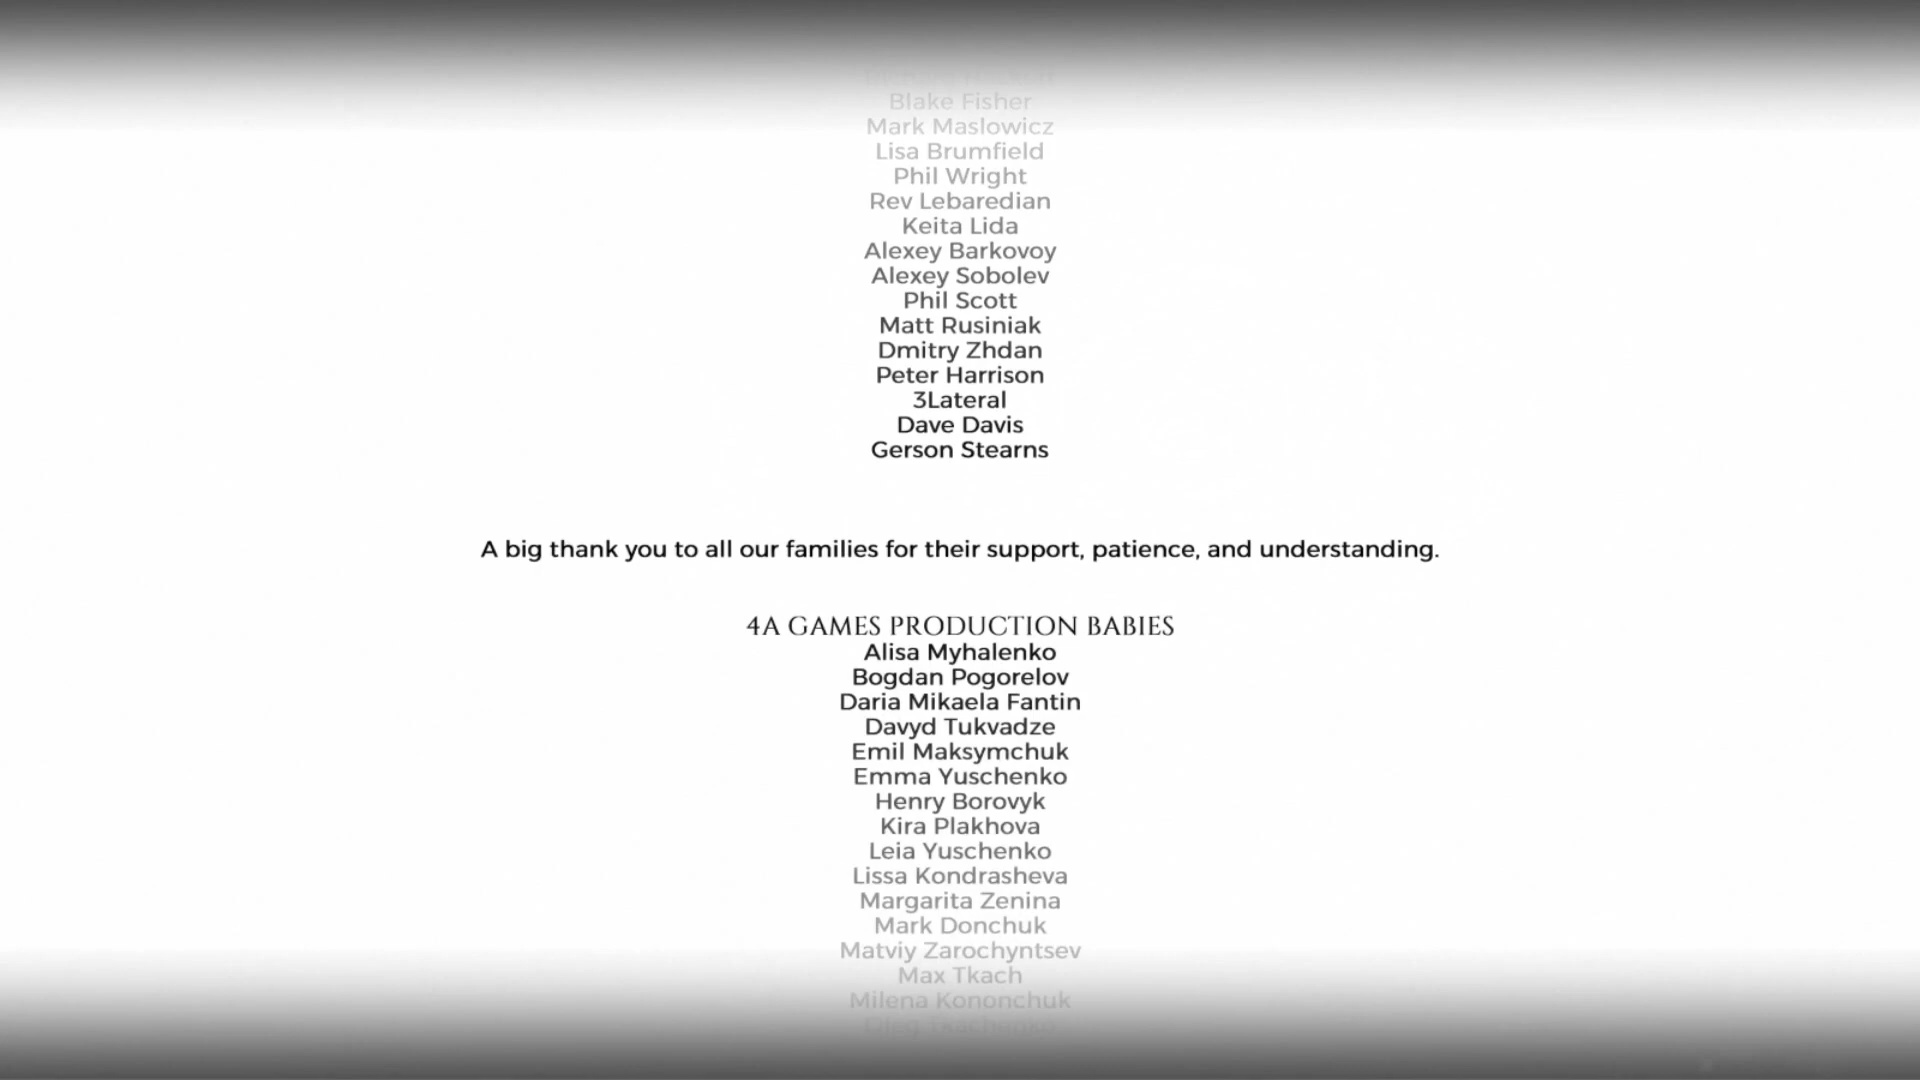 Blake Fisher
Mark Maslowicz
Lisa Brumfield
Phil Wright
Rev Lebaredian
Keita Lida
Alexey Barkovoy
Alexey Sobolev
Phil Scott
Matt Rusiniak
Dmitry Zhdan
Peter Harrison
3Lateral
Dave Davis
Gerson Stearns
A big thank you to all our families for their support, patience, and understanding.
4A GAMES PRODUCTION BABIES
Alisa Myhalenko
Bogdan Pogorelov
Daria Mikaela Fantin
Davyd Tukvadze
Emil Maksymchuk
Emma Yuschenko
Henry Borovyk
Kira Plakhova
Leia Yuschenko
Lissa Kondrasheva
Margarita Zenina
Mark Donchuk
Matviy Zarochyntsev
Max Tkach
Milena Kononchuk
Oleg Tkachenko